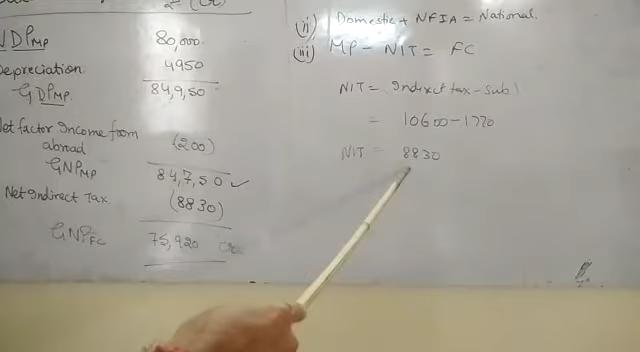 NDPMP 80,000
Depreciation 4950
GDPMP 84,9,50
Net factor Income from
abroad (200)
GNPMP 84,7,50 ✓
Net Indirect Tax (8830)
GNPFC 75,920
(ii) Domestic + NFIA = National.
(iii) MP - NIT = FC
NIT = Indirect tax - Sub
= 10600-1770
NIT = 8830